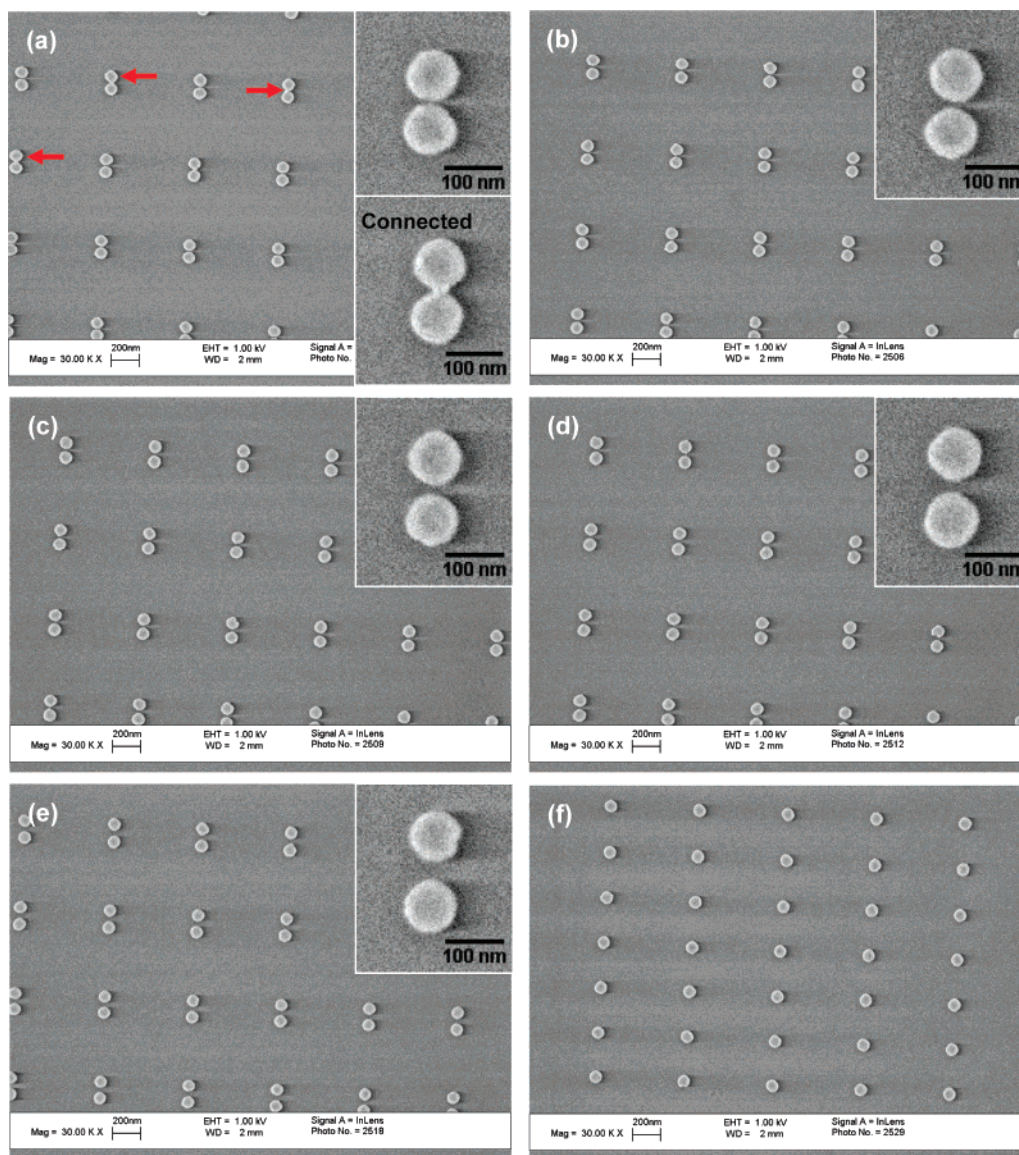 (a)
100 nm
Connected
100 nm
Mag = 30.00 K X
200nm
EHT = 1.00 kV
WD = 2 mm
Signal A =
Photo No.
(b)
100 nm
Mag = 30.00 K X
200nm
EHT = 1.00 kV
WD = 2 mm
Signal A = InLens
Photo No. = 2506
(c)
100 nm
Mag = 30.00 K X
200nm
EHT = 1.00 kV
WD = 2 mm
Signal A = InLens
Photo No. = 2509
(d)
100 nm
Mag = 30.00 K X
200nm
EHT = 1.00 kV
WD = 2 mm
Signal A = InLens
Photo No. = 2512
(e)
100 nm
Mag = 30.00 K X
200nm
EHT = 1.00 kV
WD = 2 mm
Signal A = InLens
Photo No. = 2518
(f)
Mag = 30.00 K X
200nm
EHT = 1.00 kV
WD = 2 mm
Signal A = InLens
Photo No. = 2529